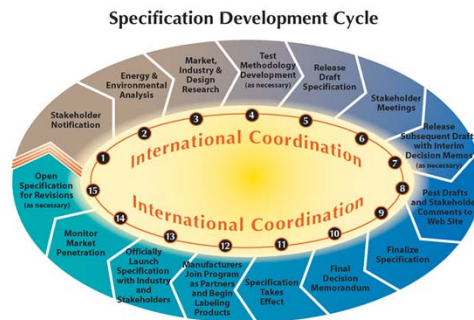 Specification Development Cycle
Stakeholder
Notification
Energy &
Environmental
Analysis
Market,
Industry &
Design
Research
Test
Methodology
Development
(as necessary)
Release
Draft
Specification
Stakeholder
Meetings
Release
Subsequent Drafts
with Interim
Decision Memos
(as necessary)
Post Drafts
and Stakeholder
Comments to
Web Site
Finalize
Specification
Final
Decision
Memorandum
Specification
Takes
Effect
Manufacturers
Join Program
as Partners
and Begin
Labeling
Products
Officially
Launch
Specification
with Industry
and
Stakeholders
Monitor
Market
Penetration
Open
Specification
for Revisions
(as necessary)
1
2
3
4
5
6
7
8
9
10
11
12
13
14
15
International Coordination
International Coordination